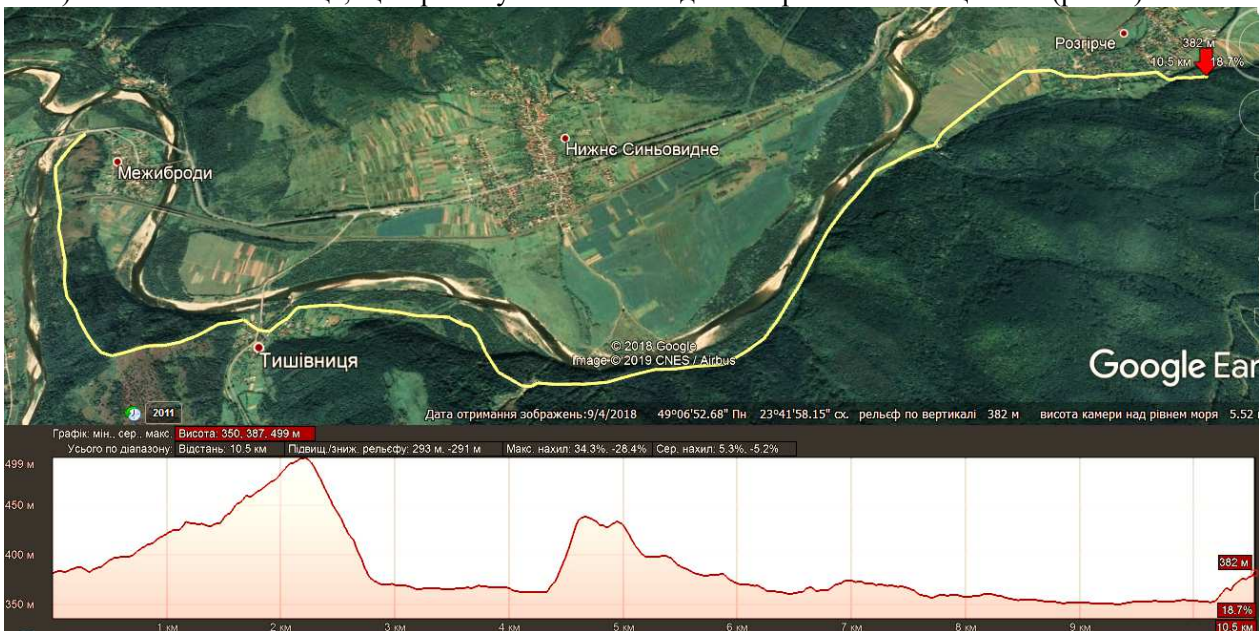 Розгірче
382 м
40,5 км 18.7%
Нижнє Синьовидне
Межиброди
Тишівниця
© 2018 Google
Image © 2019 CNES / Airbus
Google Ear
2011
Дата отримання зображень:9/4/2018 49°06'52.68" Пн 23°41'58.15" сх. рельєф по вертикалі 382 м висота камери над рівнем моря 5.52
Графік: мін., сер., макс. Висота: 350, 387, 499 м
Усього по діапазону: Відстань: 10.5 км Підвищ./зниж. рельєфу: 293 м, -291 м Макс. нахил: 34.3%, -28.4% Сер. нахил: 5.3%, -5.2%
499 м
450 м
400 м
350 м
382 м
18.7%
1 км 2 км 3 км 4 км 5 км 6 км 7 км 8 км 9 км 10.5 км